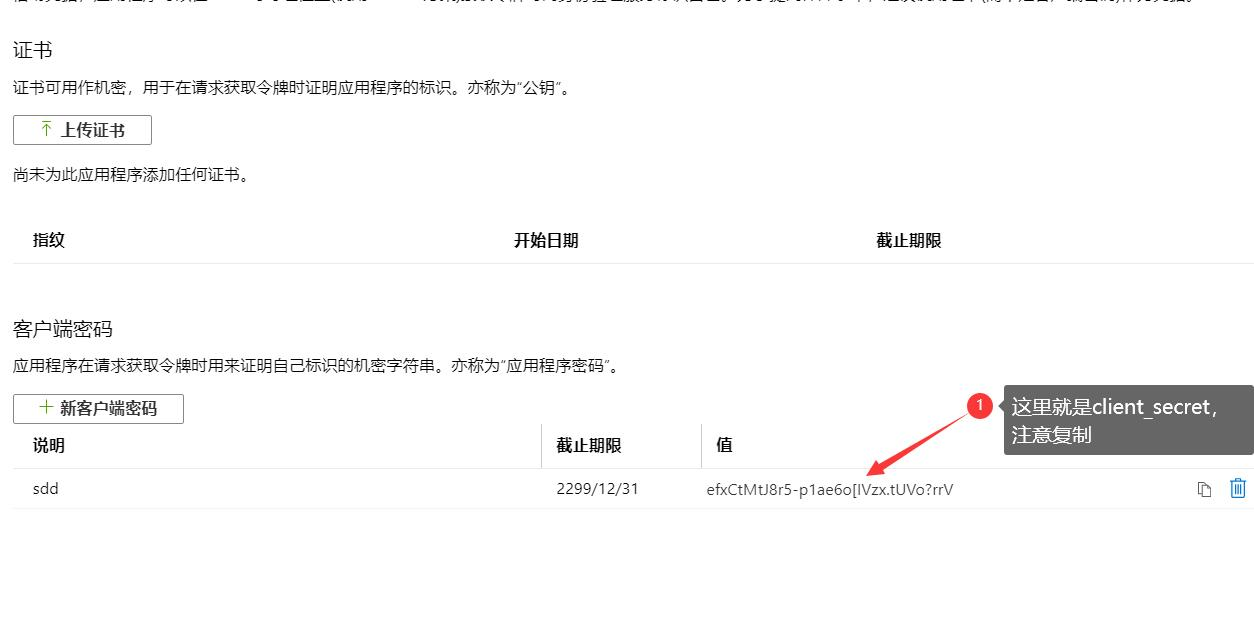 证书
证书可用作机密，用于在请求获取令牌时证明应用程序的标识。亦称为“公钥”。
上传证书
尚未为此应用程序添加任何证书。
指纹 开始日期 截止期限
客户端密码
应用程序在请求获取令牌时用来证明自己标识的机密字符串。亦称为“应用程序密码”。
新客户端密码
1 这里就是client_secret，
注意复制
说明 截止期限 值
sdd 2299/12/31 efxCtMtJ8r5-p1ae6o[IVzx.tUVo?rrV